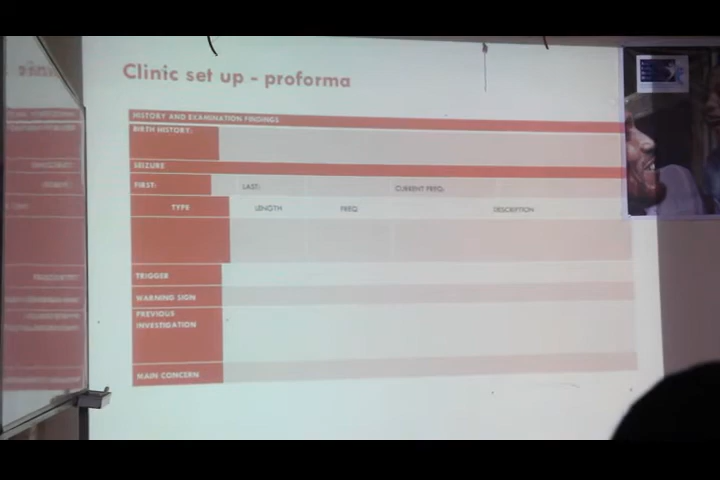 Clinic set up - proforma
HISTORY AND EXAMINATION FINDINGS
BIRTH HISTORY:
SEIZURE
FIRST: LAST: CURRENT FREQ:
TYPE LENGTH FREQ DESCRIPTION
TRIGGER
WARNING SIGN
PREVIOUS
INVESTIGATION
MAIN CONCERN